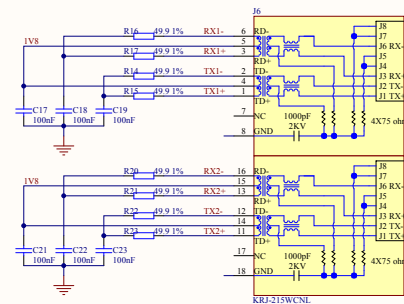 J6
R16 49.9 1% RX1- 6 RD- J8
1V8 5 J7
R17 49.9 1% RX1+ 3 RD+ J6 RX-
J5
R14 49.9 1% TX1- 2 TD- J4
4 J3 RX+
R15 49.9 1% TX1+ 1 TD+ J2 TX-
J1 TX+
C17 C18 C19 7 NC 1000pF
100nF 100nF 100nF 2KV 4X75 ohm
8 GND
R20 49.9 1% RX2- 16 RD- J8
1V8 15 J7
R21 49.9 1% RX2+ 13 RD+ J6 RX-
J5
R22 49.9 1% TX2- 12 TD- J4
14 J3 RX+
R23 49.9 1% TX2+ 11 TD+ J2 TX-
J1 TX+
C21 C22 C23 17 NC 1000pF
100nF 100nF 100nF 2KV 4X75 ohm
18 GND
KRJ-215WCNL